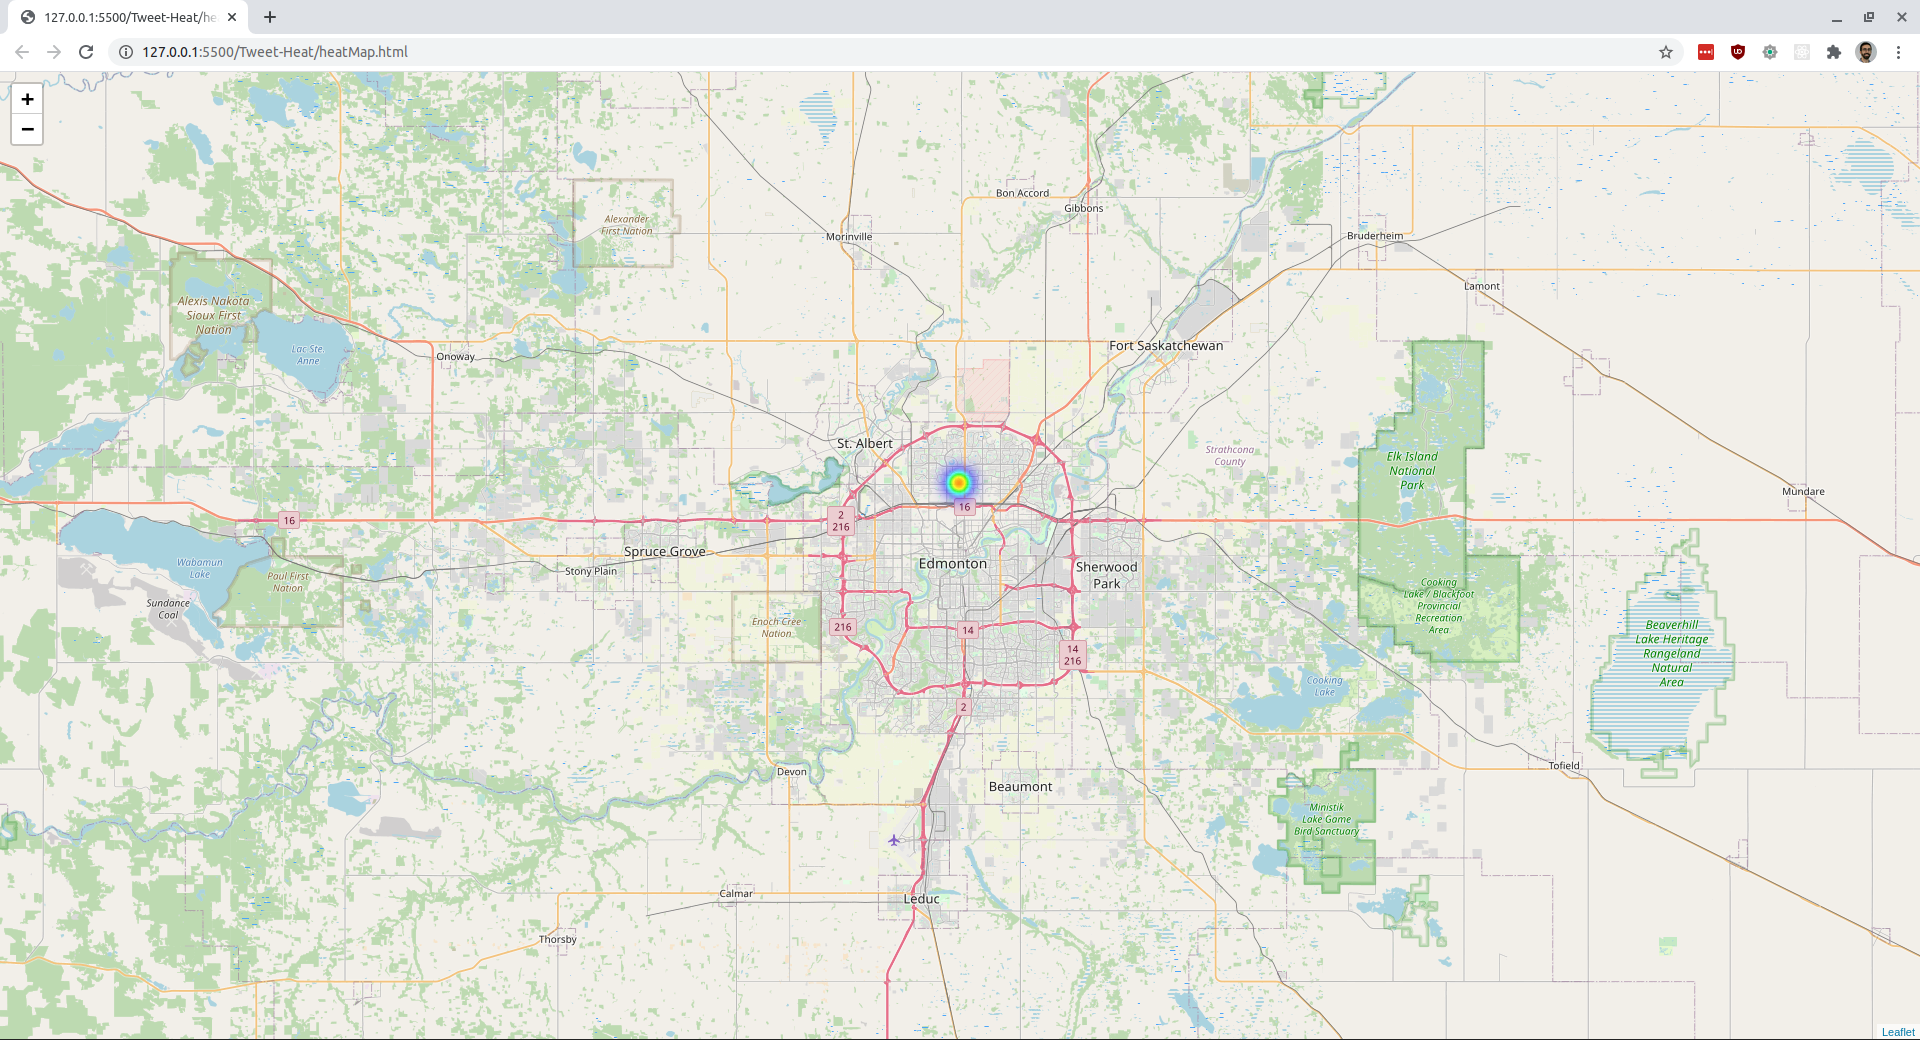 127.0.0.1:5500/Tweet-Heat/he
127.0.0.1:5500/Tweet-Heat/heatMap.html
+
−
Bon Accord
Gibbons
Alexander
First Nation
Morinville
Bruderheim
Lamont
Alexis Nakota
Sioux First
Nation
Lac Ste.
Anne
Onoway
Fort Saskatchewan
St. Albert
Strathcona
County
Elk Island
National
Park
Mundare
16
16
2
216
Spruce Grove
Stony Plain
Edmonton
Sherwood
Park
Wabamun
Lake
Paul First
Nation
Sundance
Coal
Cooking
Lake / Blackfoot
Provincial
Recreation
Area
Enoch Cree
Nation
216
14
14
216
Beaverhill
Lake Heritage
Rangeland
Natural
Area
Cooking
Lake
2
Devon
Tofield
Beaumont
Ministik
Lake Game
Bird Sanctuary
Calmar
Leduc
Thorsby
Leaflet